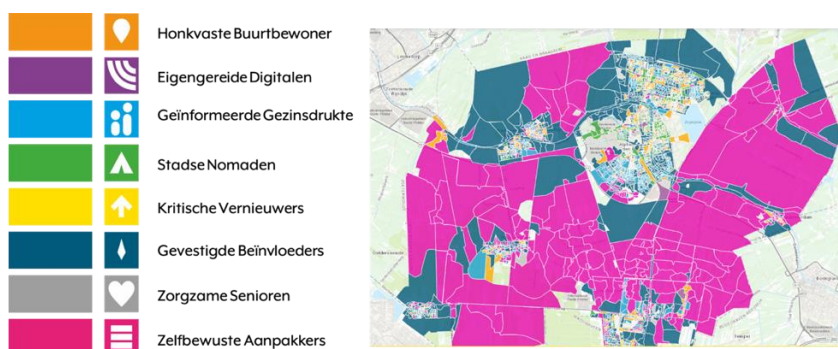 Honkvaste Buurtbewoner
Eigengereide Digitalen
Geïnformeerde Gezinsdrukte
Stadse Nomaden
Kritische Vernieuwers
Gevestigde Beïnvloeders
Zorgzame Senioren
Zelfbewuste Aanpakkers